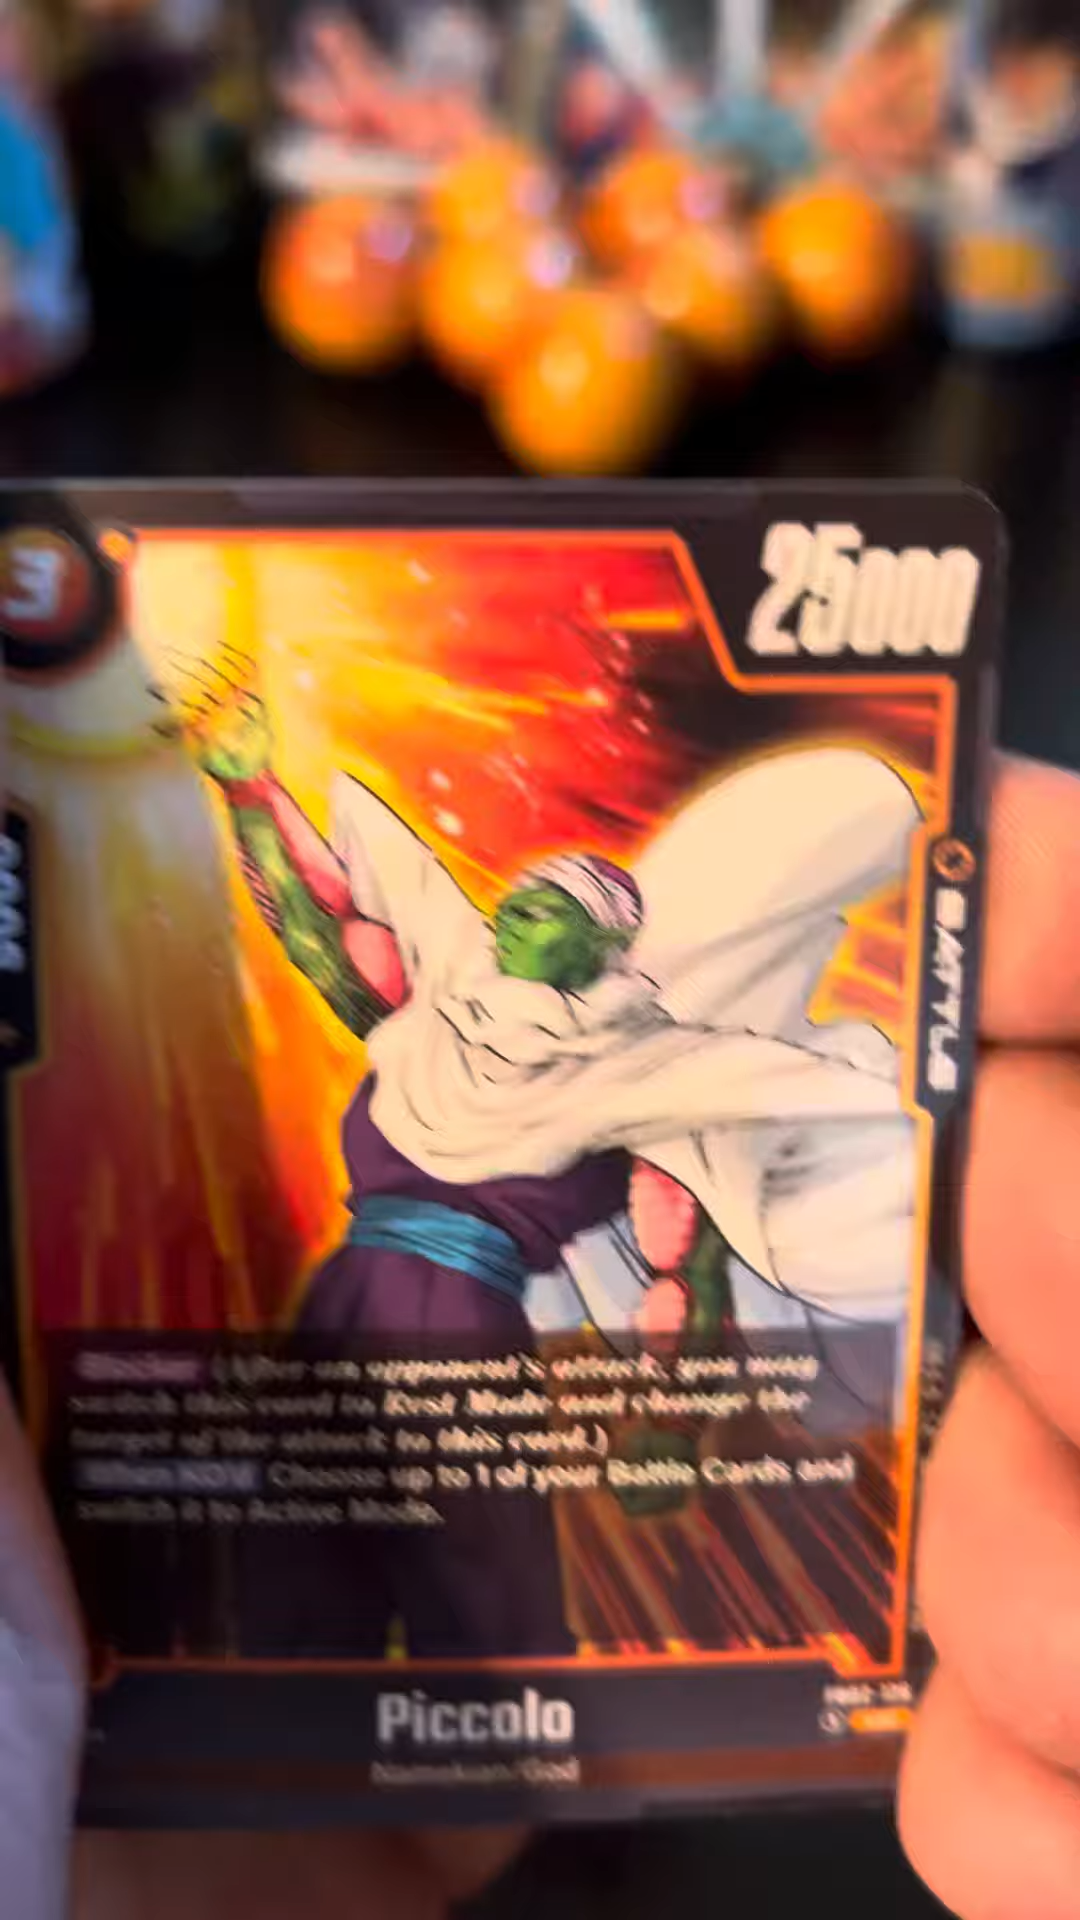 25000
BATTLE
Blocker (After an opponent's attack, you may
switch this card to Rest Mode and change the
target of the attack to this card.)
When KO'd Choose up to 1 of your Battle Cards and
switch it to Active Mode.
Piccolo
Namekian/God